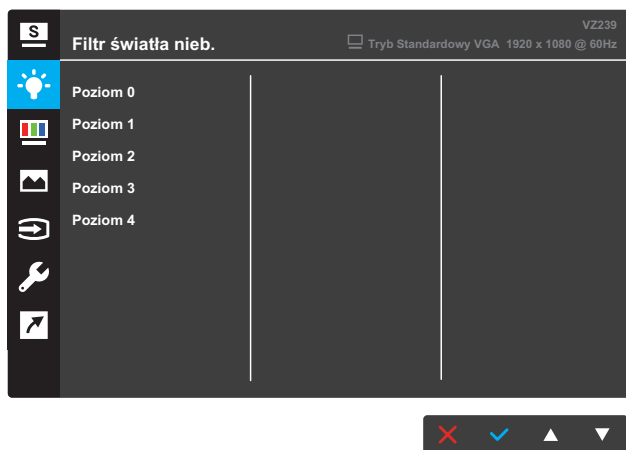 S
VZ239
Filtr światła nieb.
Tryb Standardowy VGA 1920 x 1080 @ 60Hz
Poziom 0
Poziom 1
Poziom 2
Poziom 3
Poziom 4